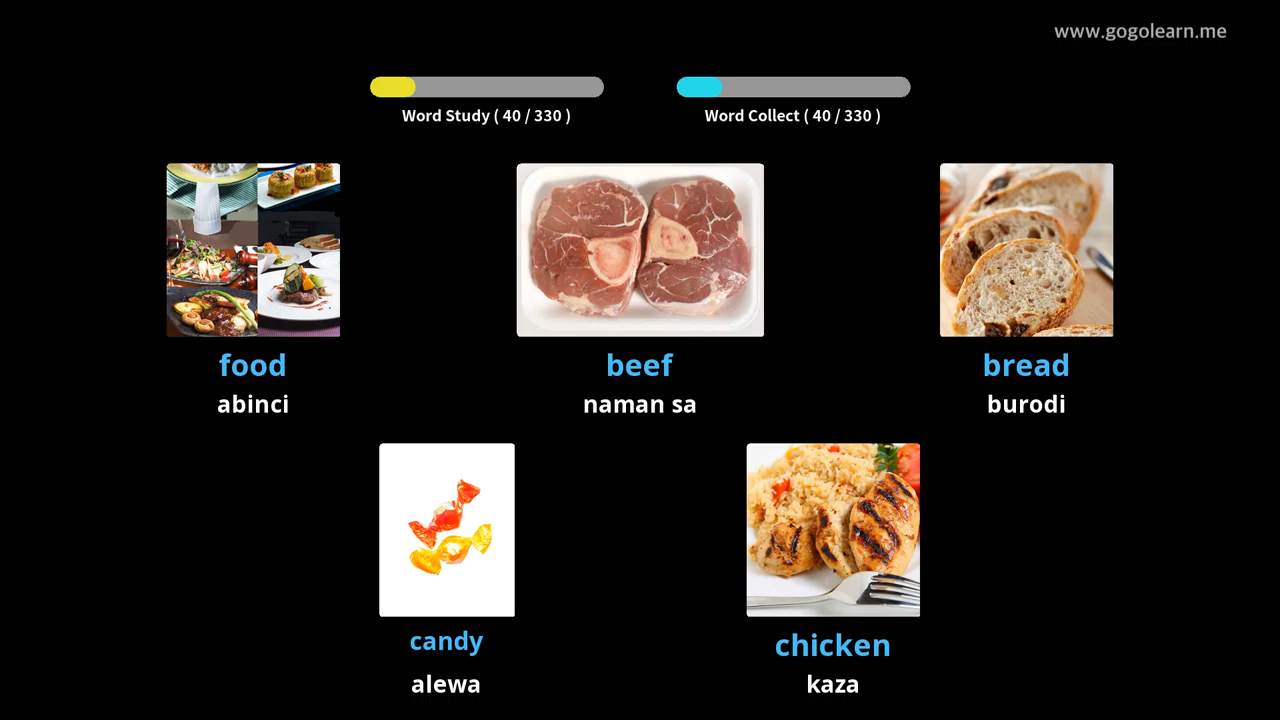 www.gogolearn.me
Word Study ( 40 / 330 )
Word Collect ( 40 / 330 )
food
abinci
beef
naman sa
bread
burodi
candy
alewa
chicken
kaza